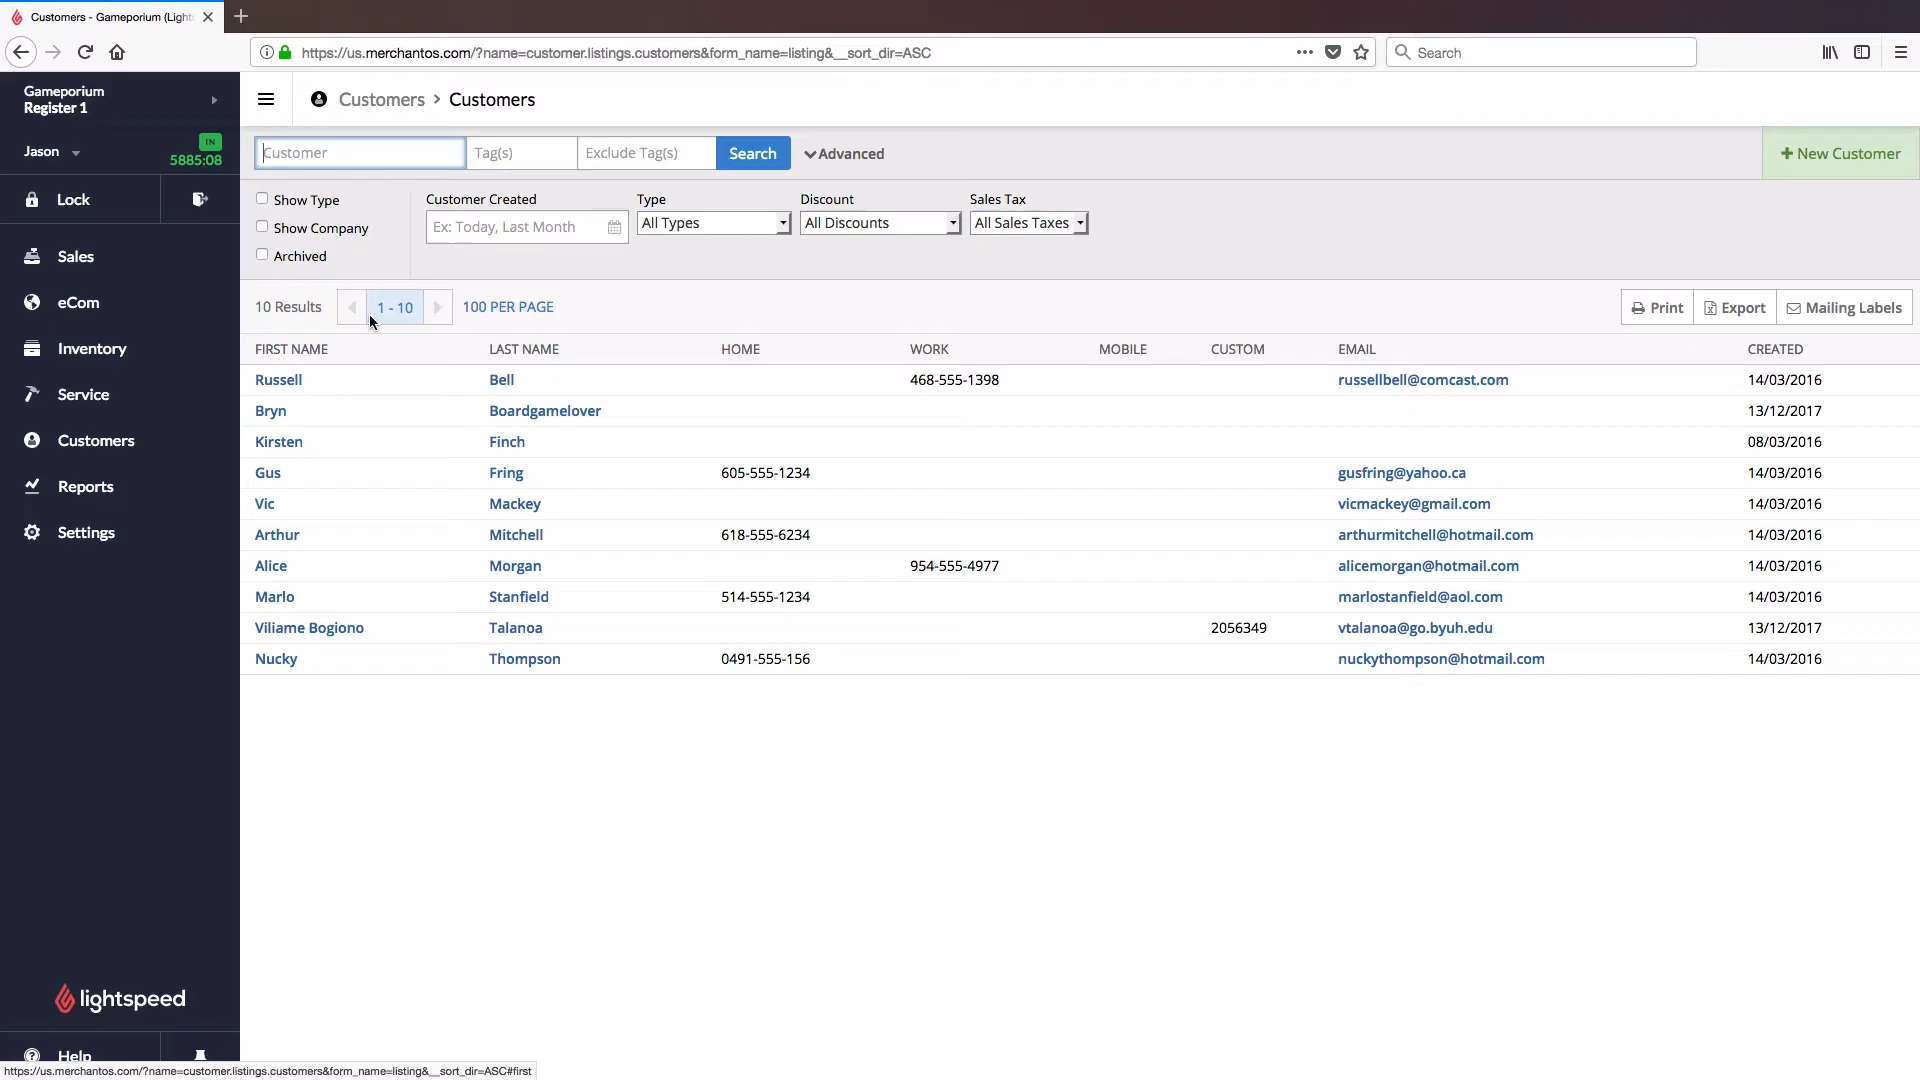 Customers - Gameporium (Light
https://us.merchantos.com/?name=customer.listings.customers&form_name=listing&__sort_dir=ASC
Search
Gameporium
Register 1
Customers > Customers
Jason
IN
5885:08
Customer
Tag(s)
Exclude Tag(s)
Search
Advanced
+ New Customer
Lock
Show Type
Show Company
Archived
Customer Created
Ex: Today, Last Month
Type
All Types
Discount
All Discounts
Sales Tax
All Sales Taxes
Sales
eCom
Inventory
Service
Customers
Reports
Settings
10 Results 1 - 10 100 PER PAGE
Print Export Mailing Labels
FIRST NAME LAST NAME HOME WORK MOBILE CUSTOM EMAIL CREATED
Russell Bell 468-555-1398 russellbell@comcast.com 14/03/2016
Bryn Boardgamelover 13/12/2017
Kirsten Finch 08/03/2016
Gus Fring 605-555-1234 gusfring@yahoo.ca 14/03/2016
Vic Mackey vicmackey@gmail.com 14/03/2016
Arthur Mitchell 618-555-6234 arthurmitchell@hotmail.com 14/03/2016
Alice Morgan 954-555-4977 alicemorgan@hotmail.com 14/03/2016
Marlo Stanfield 514-555-1234 marlostanfield@aol.com 14/03/2016
Viliame Bogiono Talanoa 2056349 vtalanoa@go.byuh.edu 13/12/2017
Nucky Thompson 0491-555-156 nuckythompson@hotmail.com 14/03/2016
lightspeed
Help
https://us.merchantos.com/?name=customer.listings.customers&form_name=listing&__sort_dir=ASC#first